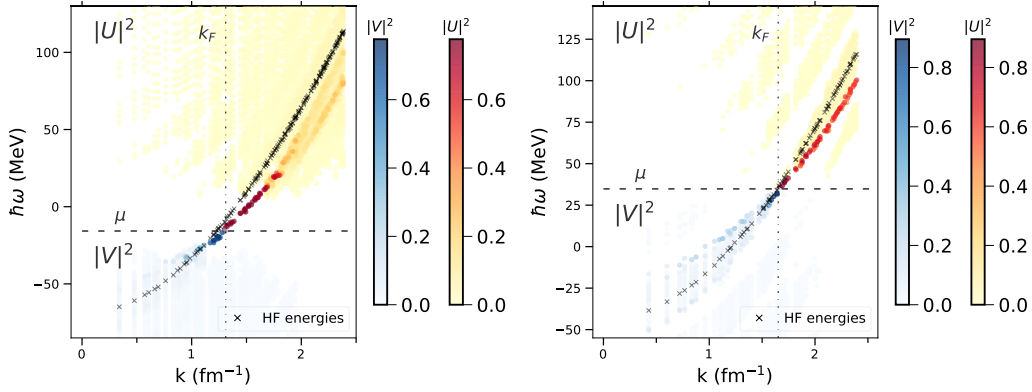 |U|²
k_F
|V|²
|U|²
ħω (MeV)
100
50
0
−50
μ
|V|²
× HF energies
0
1
2
k (fm⁻¹)
0.6
0.4
0.2
0.0
0.6
0.4
0.2
0.0
|U|²
k_F
|V|²
|U|²
ħω (MeV)
125
100
75
50
25
0
−25
−50
μ
|V|²
× HF energies
0
1
2
k (fm⁻¹)
0.8
0.6
0.4
0.2
0.0
0.8
0.6
0.4
0.2
0.0